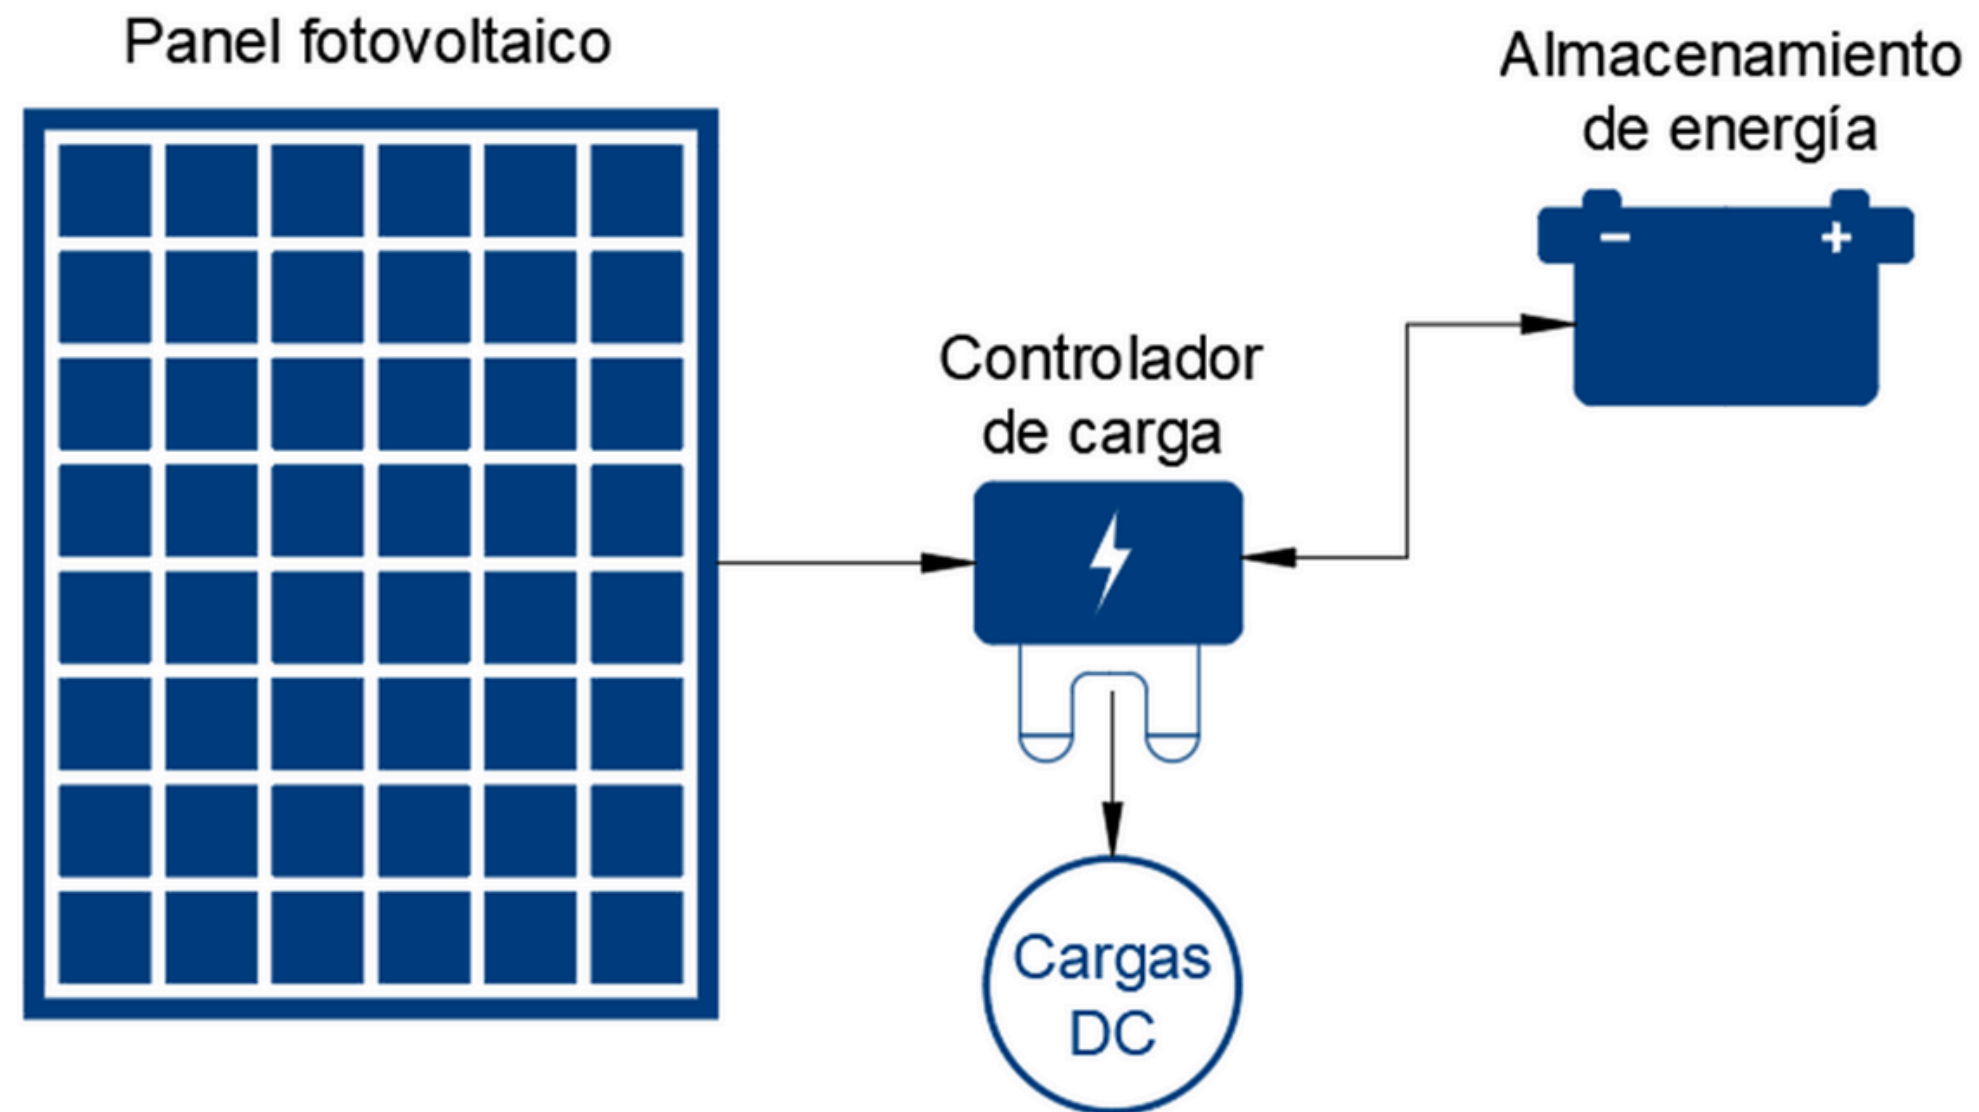 Panel fotovoltaico
Almacenamiento
de energía
- +
Controlador
de carga
Cargas
DC